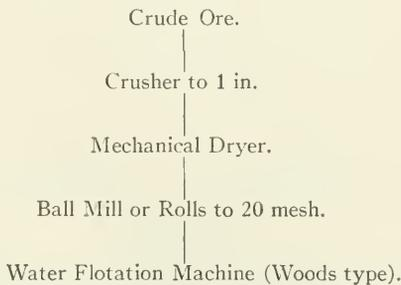 Crude Ore.
Crusher to 1 in.
Mechanical Dryer.
Ball Mill or Rolls to 20 mesh.
Water Flotation Machine (Woods type).